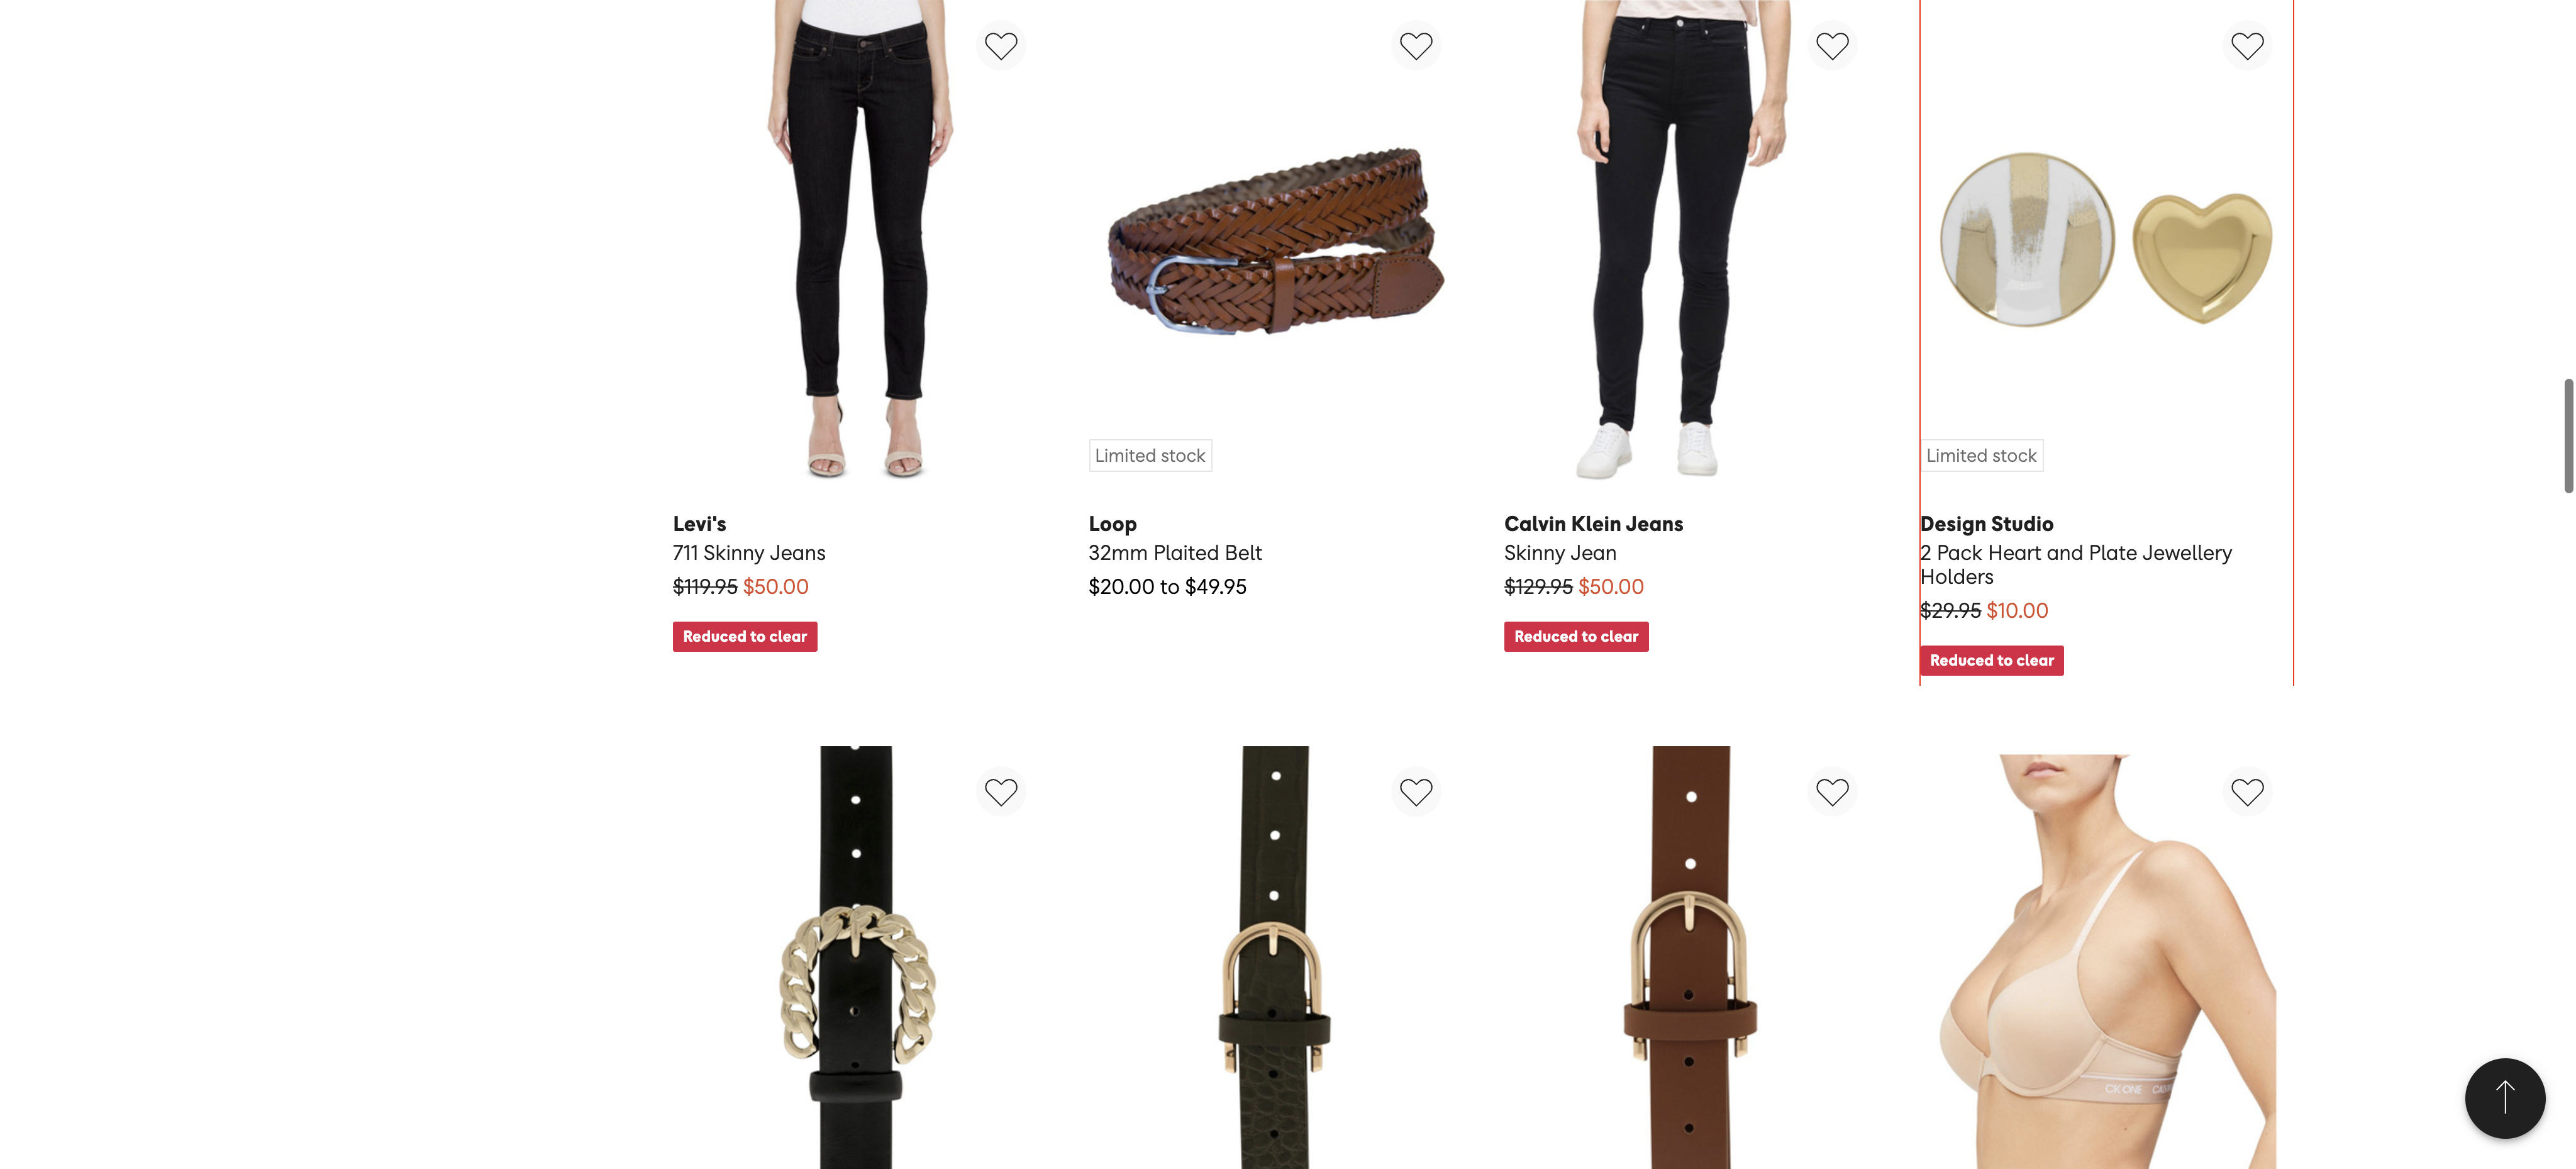 Limited stock
Limited stock
Levi's
711 Skinny Jeans
$119.95 $50.00
Reduced to clear
Loop
32mm Plaited Belt
$20.00 to $49.95
Calvin Klein Jeans
Skinny Jean
$129.95 $50.00
Reduced to clear
Design Studio
2 Pack Heart and Plate Jewellery
Holders
$29.95 $10.00
Reduced to clear
CK ONE